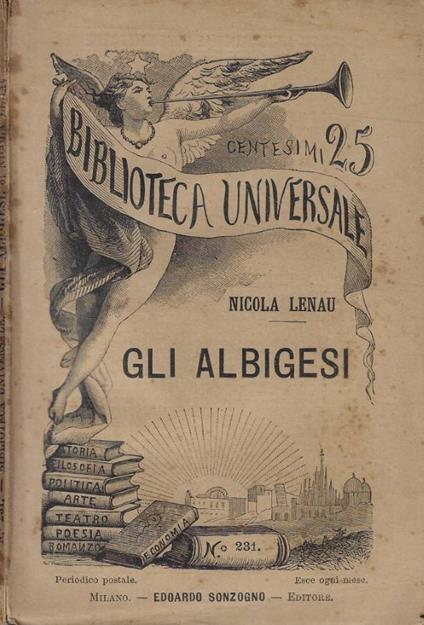 CENTESIMI 25
BIBLIOTECA UNIVERSALE
NICOLA LENAU
GLI ALBIGESI
STORIA
FILOSOFIA
POLITICA
ARTE
TEATRO
POESIA
ROMANZO
ECONOMIA
No 231.
Periodico postale. Esce ogni mese.
MILANO. — EDOARDO SONZOGNO — EDITORE.